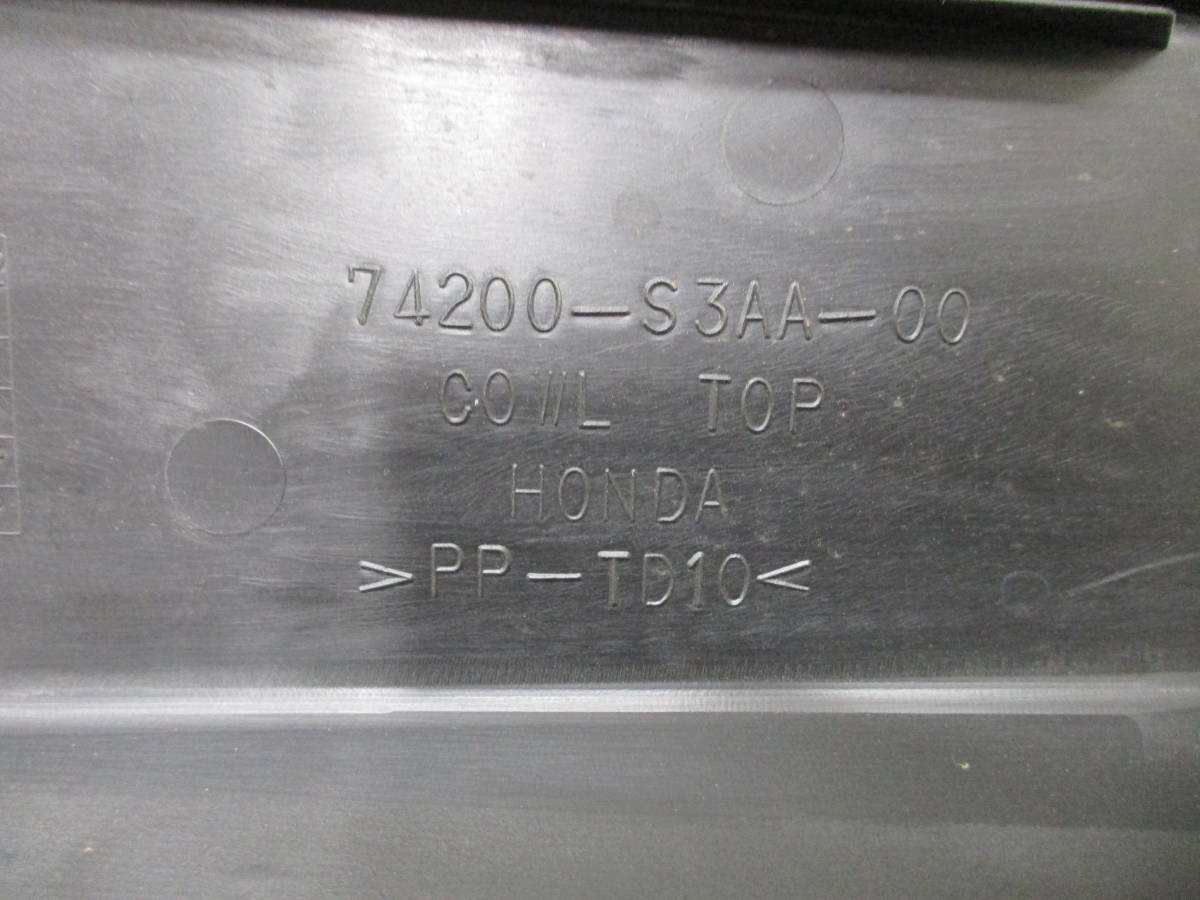 74200-S3AA-00
COWL TOP
HONDA
>PP-TD10<